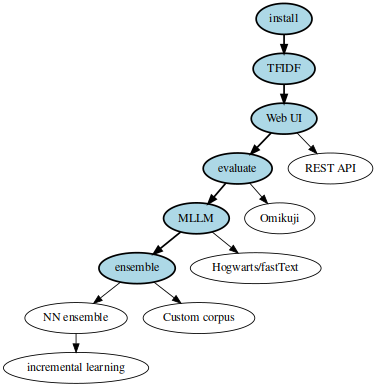 install
TFIDF
Web UI
evaluate
REST API
MLLM
Omikuji
ensemble
Hogwarts/fastText
NN ensemble
Custom corpus
incremental learning